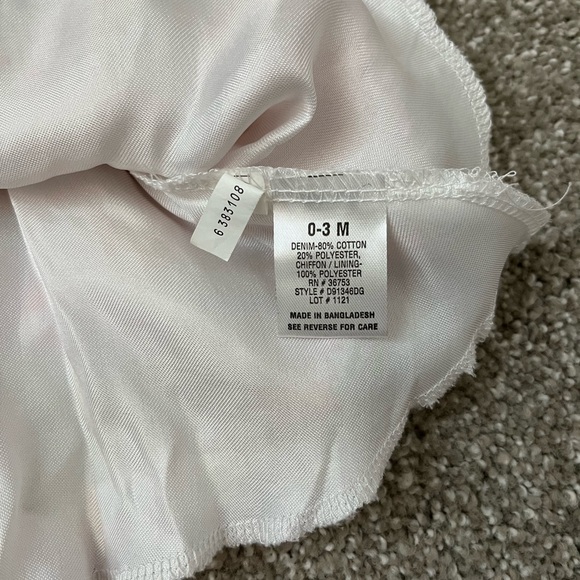 6383108
0-3 M
DENIM-80% COTTON
20% POLYESTER,
CHIFFON / LINING-
100% POLYESTER
RN # 36753
STYLE # D91346DG
LOT # 1121
MADE IN BANGLADESH
SEE REVERSE FOR CARE